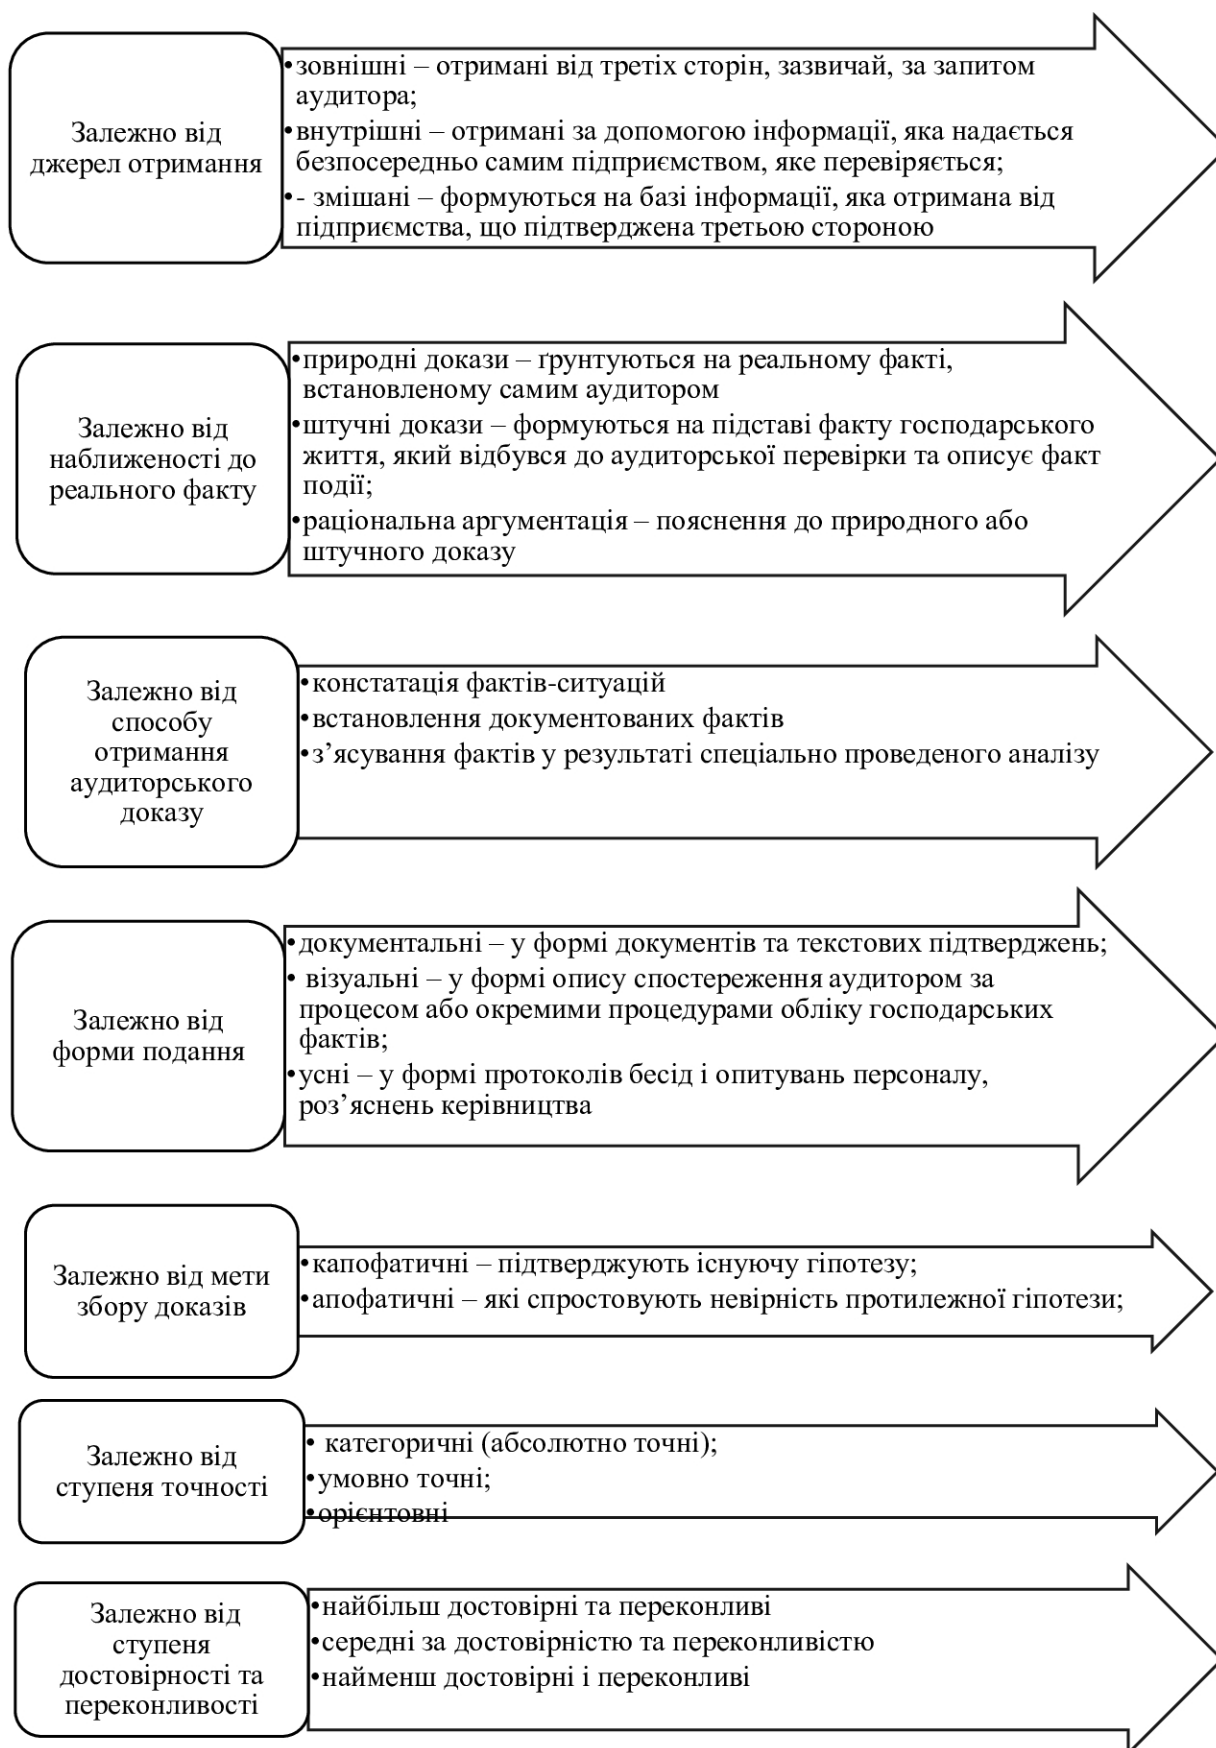 Залежно від
джерел отримання
•зовнішні – отримані від третіх сторін, зазвичай, за запитом
аудитора;
•внутрішні – отримані за допомогою інформації, яка надається
безпосередньо самим підприємством, яке перевіряється;
•- змішані – формуються на базі інформації, яка отримана від
підприємства, що підтверджена третьою стороною
Залежно від
наближеності до
реального факту
•природні докази – ґрунтуються на реальному факті,
встановленому самим аудитором
•штучні докази – формуються на підставі факту господарського
життя, який відбувся до аудиторської перевірки та описує факт
події;
•раціональна аргументація – пояснення до природного або
штучного доказу
Залежно від
способу
отримання
аудиторського
доказу
•констатація фактів-ситуацій
•встановлення документованих фактів
•з’ясування фактів у результаті спеціально проведеного аналізу
Залежно від
форми подання
•документальні – у формі документів та текстових підтверджень;
• візуальні – у формі опису спостереження аудитором за
процесом або окремими процедурами обліку господарських
фактів;
•усні – у формі протоколів бесід і опитувань персоналу,
роз’яснень керівництва
Залежно від мети
збору доказів
•капофатичні – підтверджують існуючу гіпотезу;
•апофатичні – які спростовують невірність протилежної гіпотези;
Залежно від
ступеня точності
• категоричні (абсолютно точні);
•умовно точні;
•орієнтовні
Залежно від
ступеня
достовірності та
переконливості
•найбільш достовірні та переконливі
•середні за достовірністю та переконливістю
•найменш достовірні і переконливі